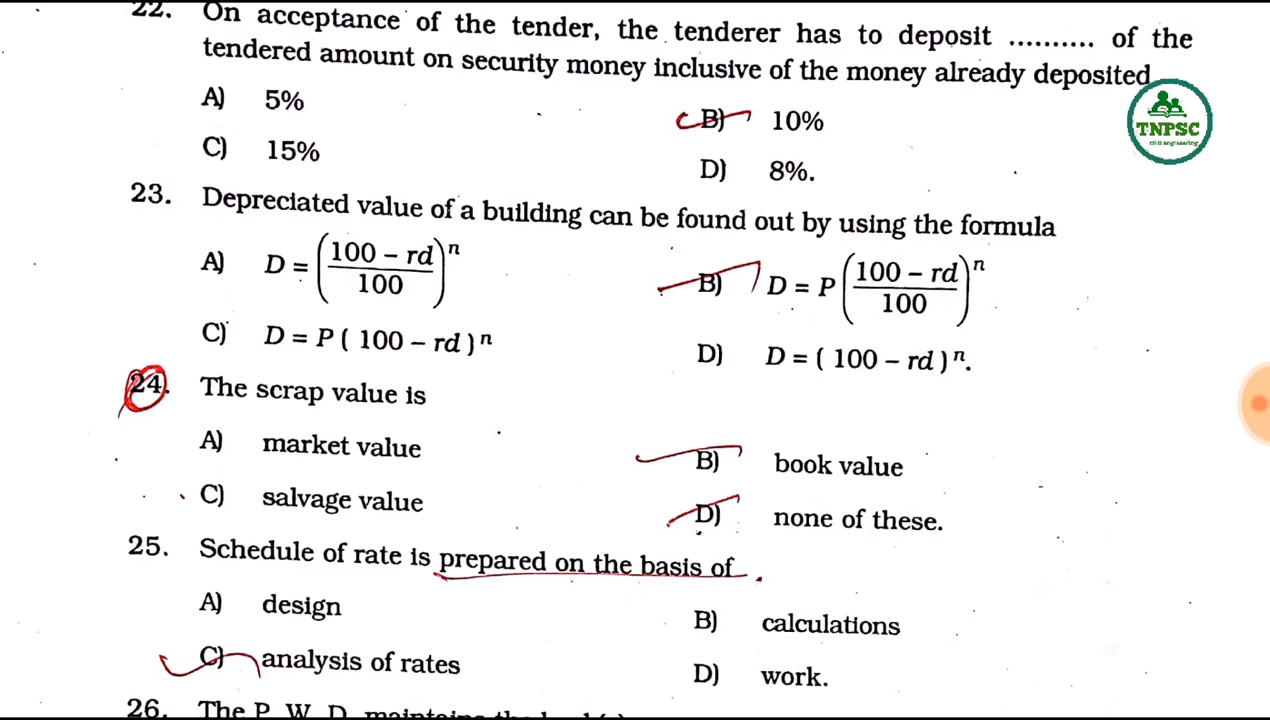 22. On acceptance of the tender, the tenderer has to deposit .......... of the
tendered amount on security money inclusive of the money already deposited
TNPSC
A) 5%
B) 10%
C) 15%
D) 8%.
23. Depreciated value of a building can be found out by using the formula
A) D = ((100 – rd)/100)^n
B) D = P((100 – rd)/100)^n
C) D = P ( 100 – rd )^n
D) D = ( 100 – rd )^n.
24. The scrap value is
A) market value
B) book value
C) salvage value
D) none of these.
25. Schedule of rate is prepared on the basis of
A) design
B) calculations
C) analysis of rates
D) work.
26. The P. W. D.